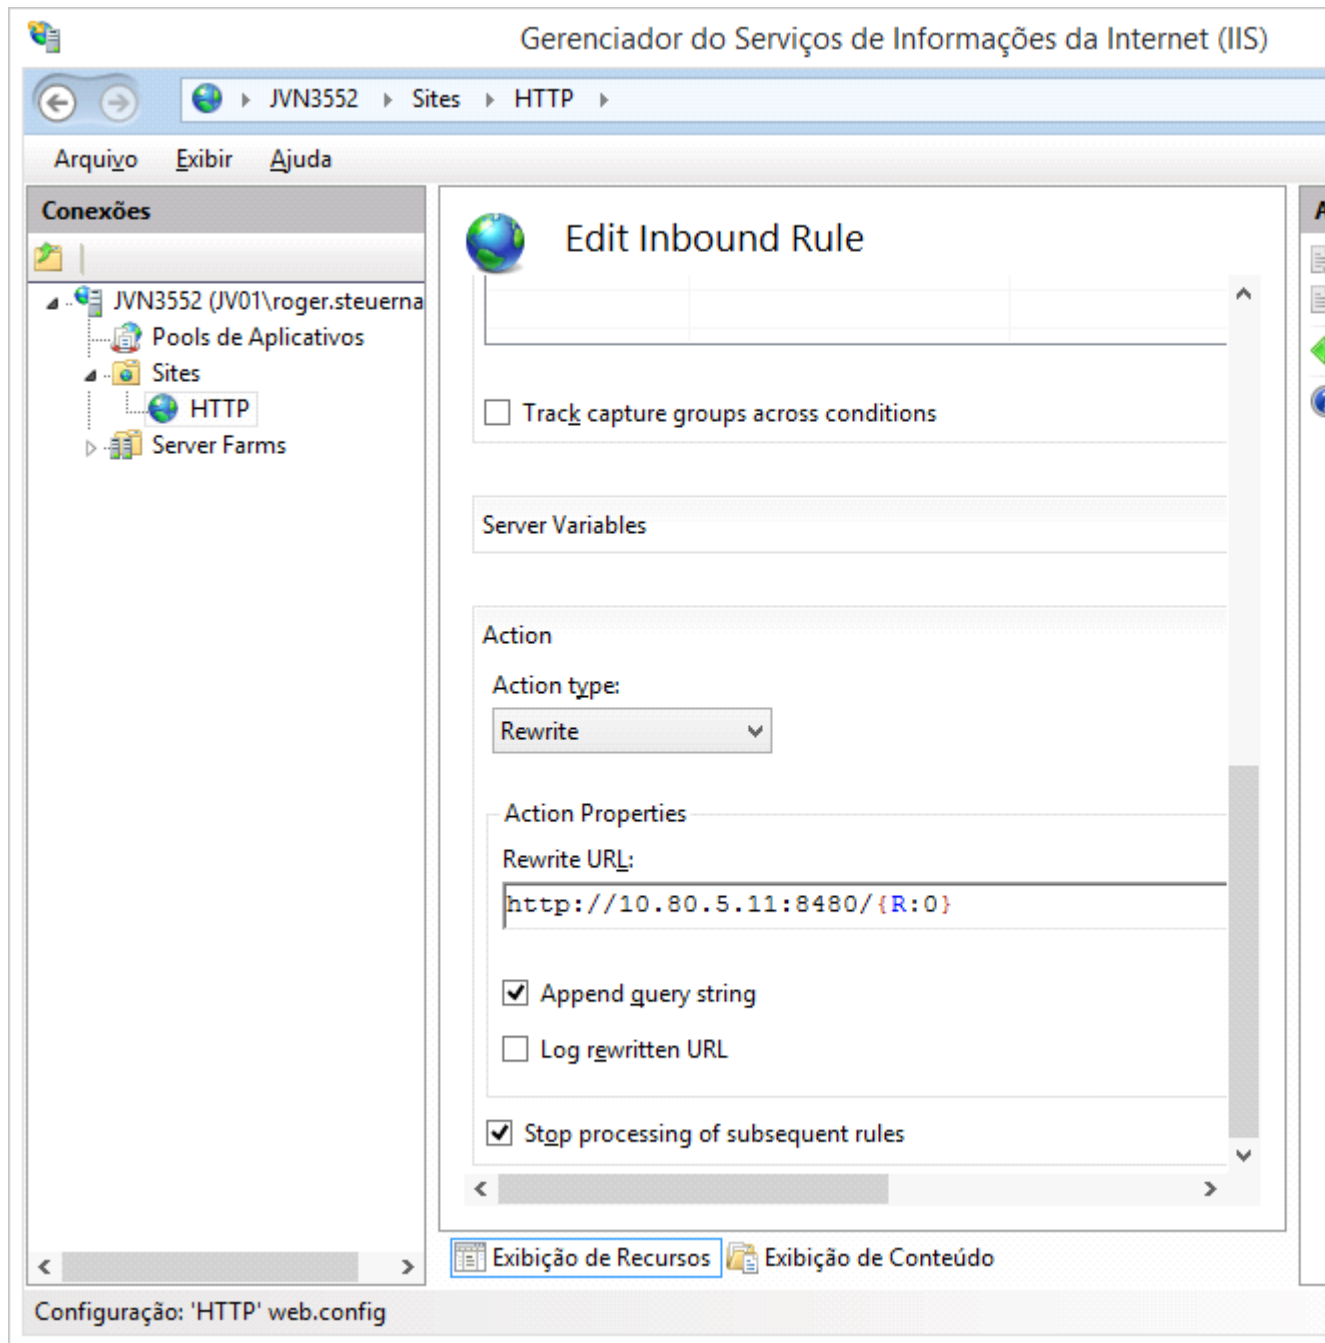 Gerenciador do Serviços de Informações da Internet (IIS)
JVN3552 Sites HTTP
Arquivo Exibir Ajuda
Conexões
JVN3552 (JV01\roger.steuerna
Pools de Aplicativos
Sites
HTTP
Server Farms
Edit Inbound Rule
Track capture groups across conditions
Server Variables
Action
Action type:
Rewrite
Action Properties
Rewrite URL:
http://10.80.5.11:8480/{R:0}
Append query string
Log rewritten URL
Stop processing of subsequent rules
Exibição de Recursos Exibição de Conteúdo
Configuração: 'HTTP' web.config